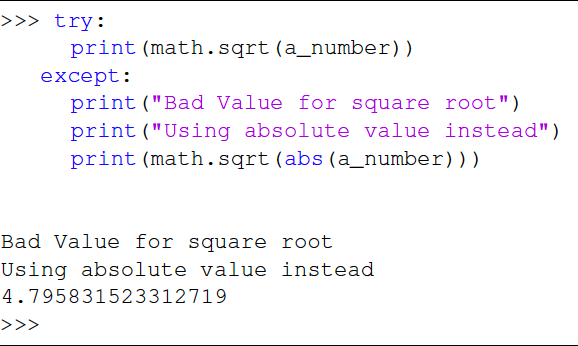 >>> try:
print(math.sqrt(a_number))
except:
print("Bad Value for square root")
print("Using absolute value instead")
print(math.sqrt(abs(a_number)))
Bad Value for square root
Using absolute value instead
4.795831523312719
>>>